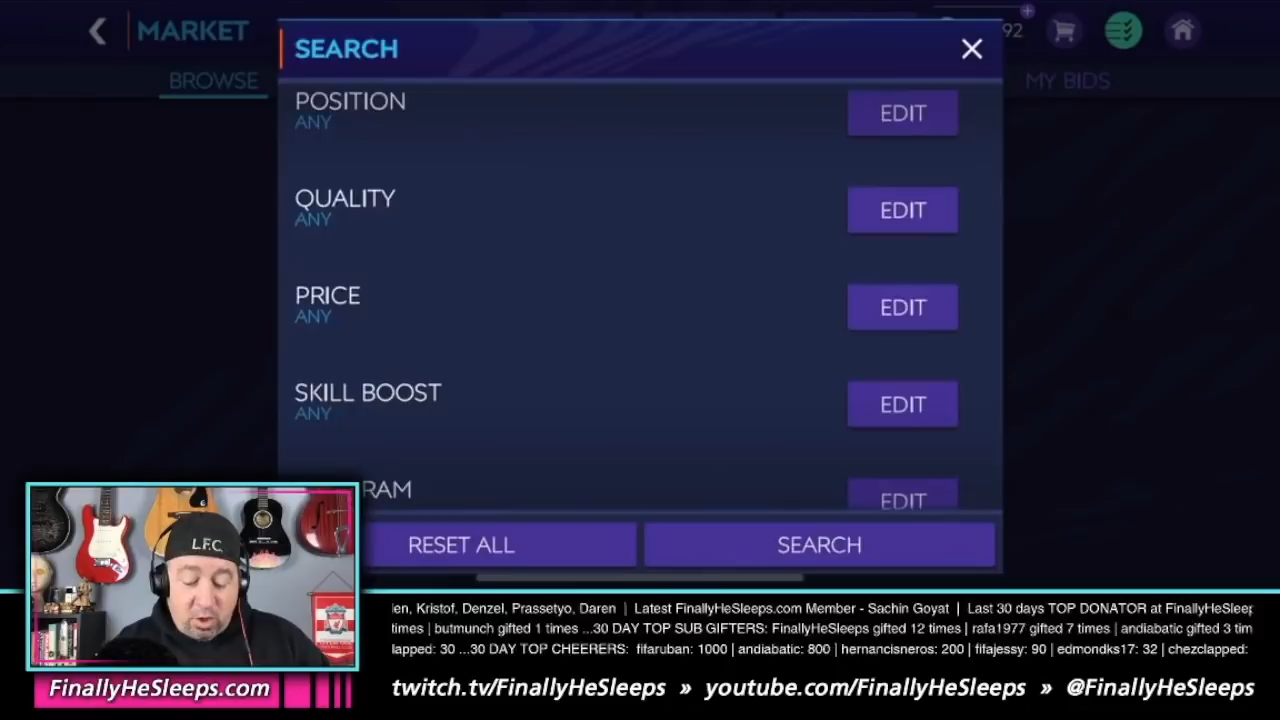 MARKET
92
SEARCH
BROWSE
MY BIDS
POSITION
ANY
EDIT
QUALITY
ANY
EDIT
PRICE
ANY
EDIT
SKILL BOOST
ANY
EDIT
RAM
EDIT
RESET ALL
SEARCH
L.F.C.
len, Kristof, Denzel, Prassetyo, Daren | Latest FinallyHeSleeps.com Member - Sachin Goyat | Last 30 days TOP DONATOR at FinallyHeSleep
times | butmunch gifted 1 times ...30 DAY TOP SUB GIFTERS: FinallyHeSleeps gifted 12 times | rafa1977 gifted 7 times | andiabatic gifted 3 tim
lapped: 30 ...30 DAY TOP CHEERERS: fifaruban: 1000 | andiabatic: 800 | hernancisneros: 200 | fifajessy: 90 | edmondks17: 32 | chezclapped:
FinallyHeSleeps.com
twitch.tv/FinallyHeSleeps » youtube.com/FinallyHeSleeps » @FinallyHeSleeps